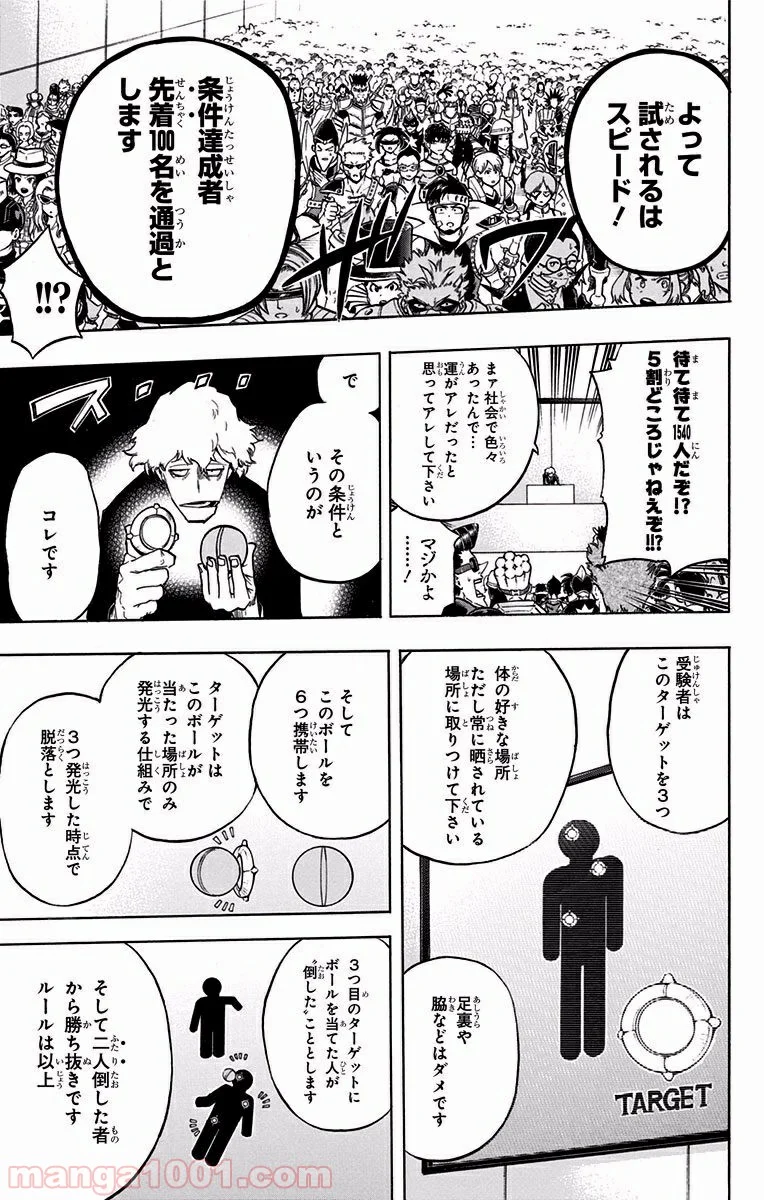 よって
試されるは
スピード！
条件達成者
先着100名を通過と
します
!!?
待て待て1540人だぞ!?
5割どころじゃねえぞ!!?
まァ社会で色々
あったんで…
運がアレだったと
思ってアレして下さい
マジかよ
……
で
その条件と
いうのが
コレです
受験者は
このターゲットを3つ
体の好きな場所
ただし常に晒されている
場所に取りつけて下さい
足裏や
脇などはダメです
TARGET
そして
このボールを
6つ携帯します
ターゲットは
このボールが
当たった場所のみ
発光する仕組みで
3つ発光した時点で
脱落とします
3つ目のターゲットに
ボールを当てた人が
〝倒した〟こととします
そして二人倒した者
から勝ち抜きです
ルールは以上
manga1001.com